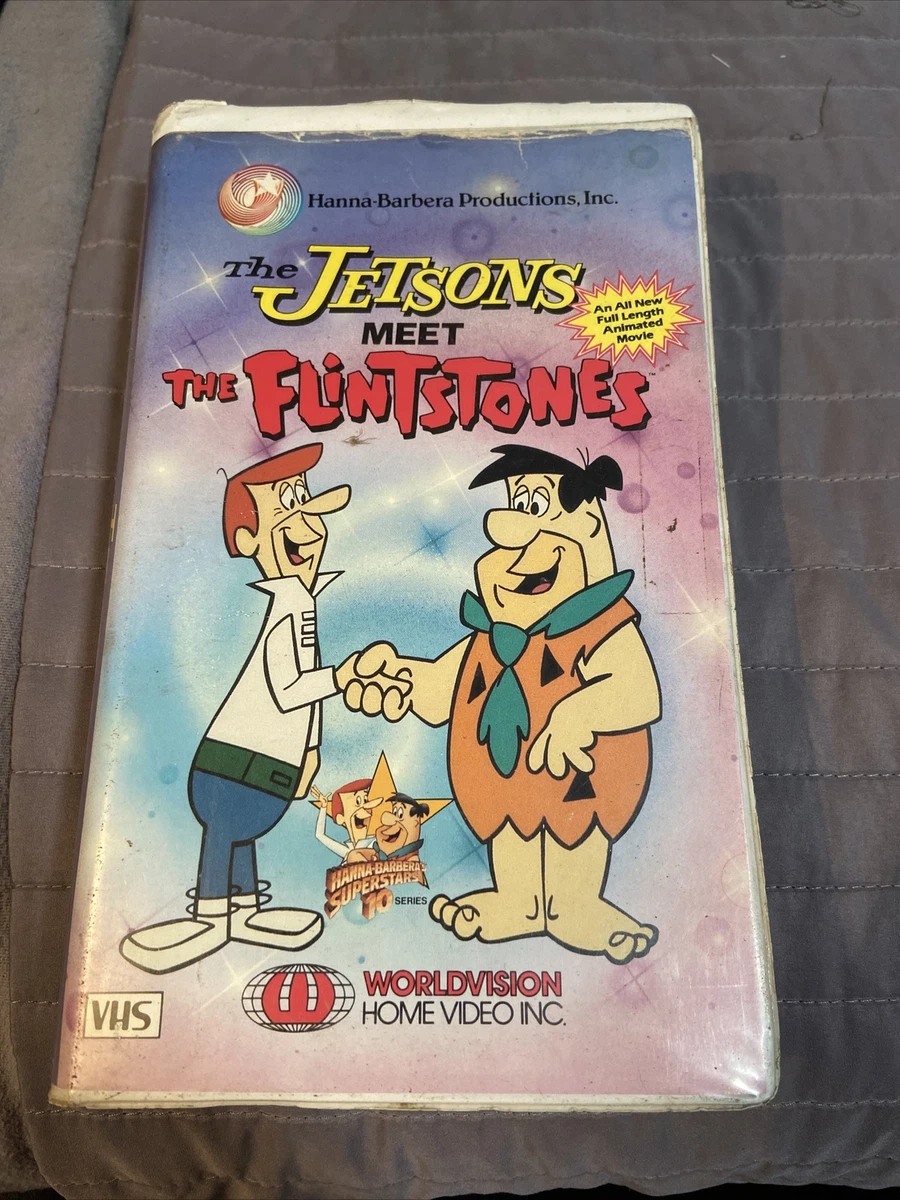 Hanna-Barbera Productions, Inc.
The JETSONS
MEET
THE FLINTSTONES™
An All New
Full Length
Animated
Movie
HANNA-BARBERA'S
SUPERSTARS
10 SERIES
WORLDVISION
HOME VIDEO INC.
VHS